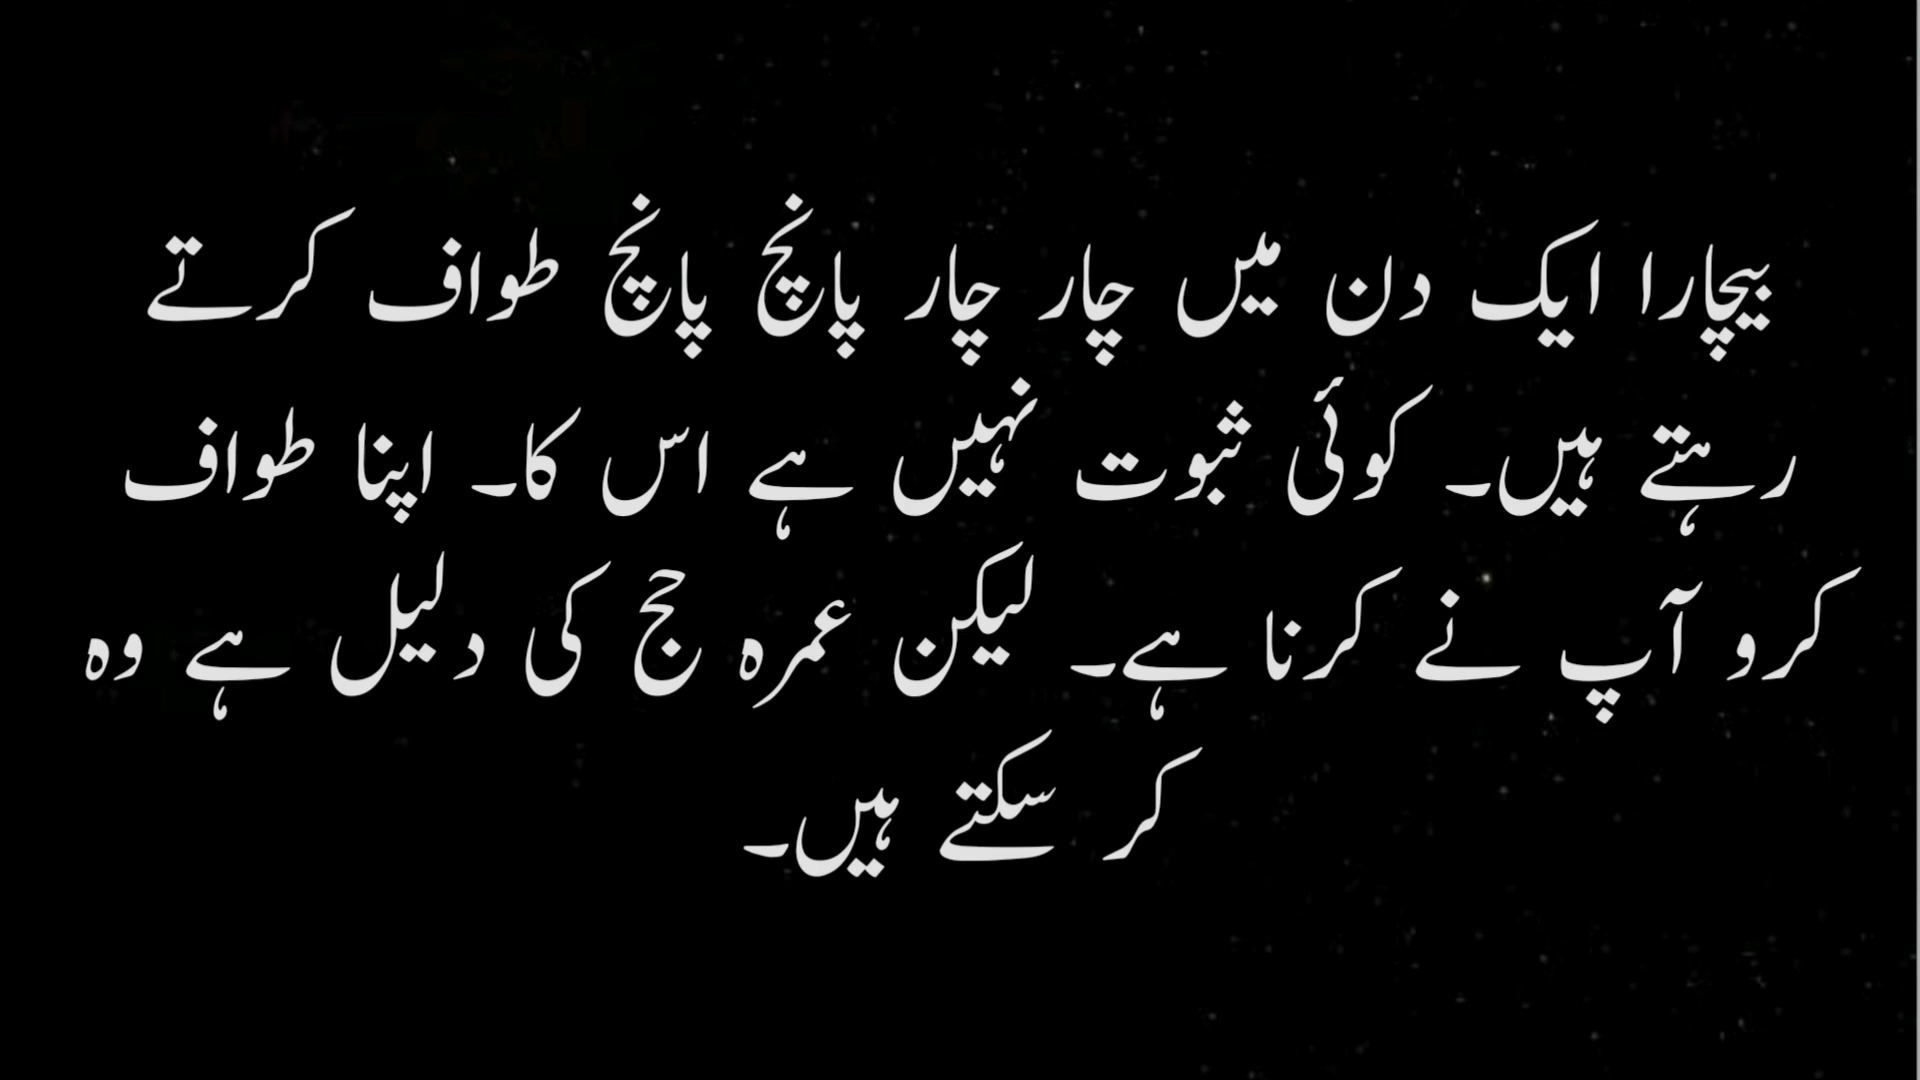 بیچارا ایک دن میں چار چار پانچ پانچ طواف کرتے
رہتے ہیں۔ کوئی ثبوت نہیں ہے اس کا۔ اپنا طواف
کرو آپ نے کرنا ہے۔ لیکن عمرہ حج کی دلیل ہے وہ
کر سکتے ہیں۔